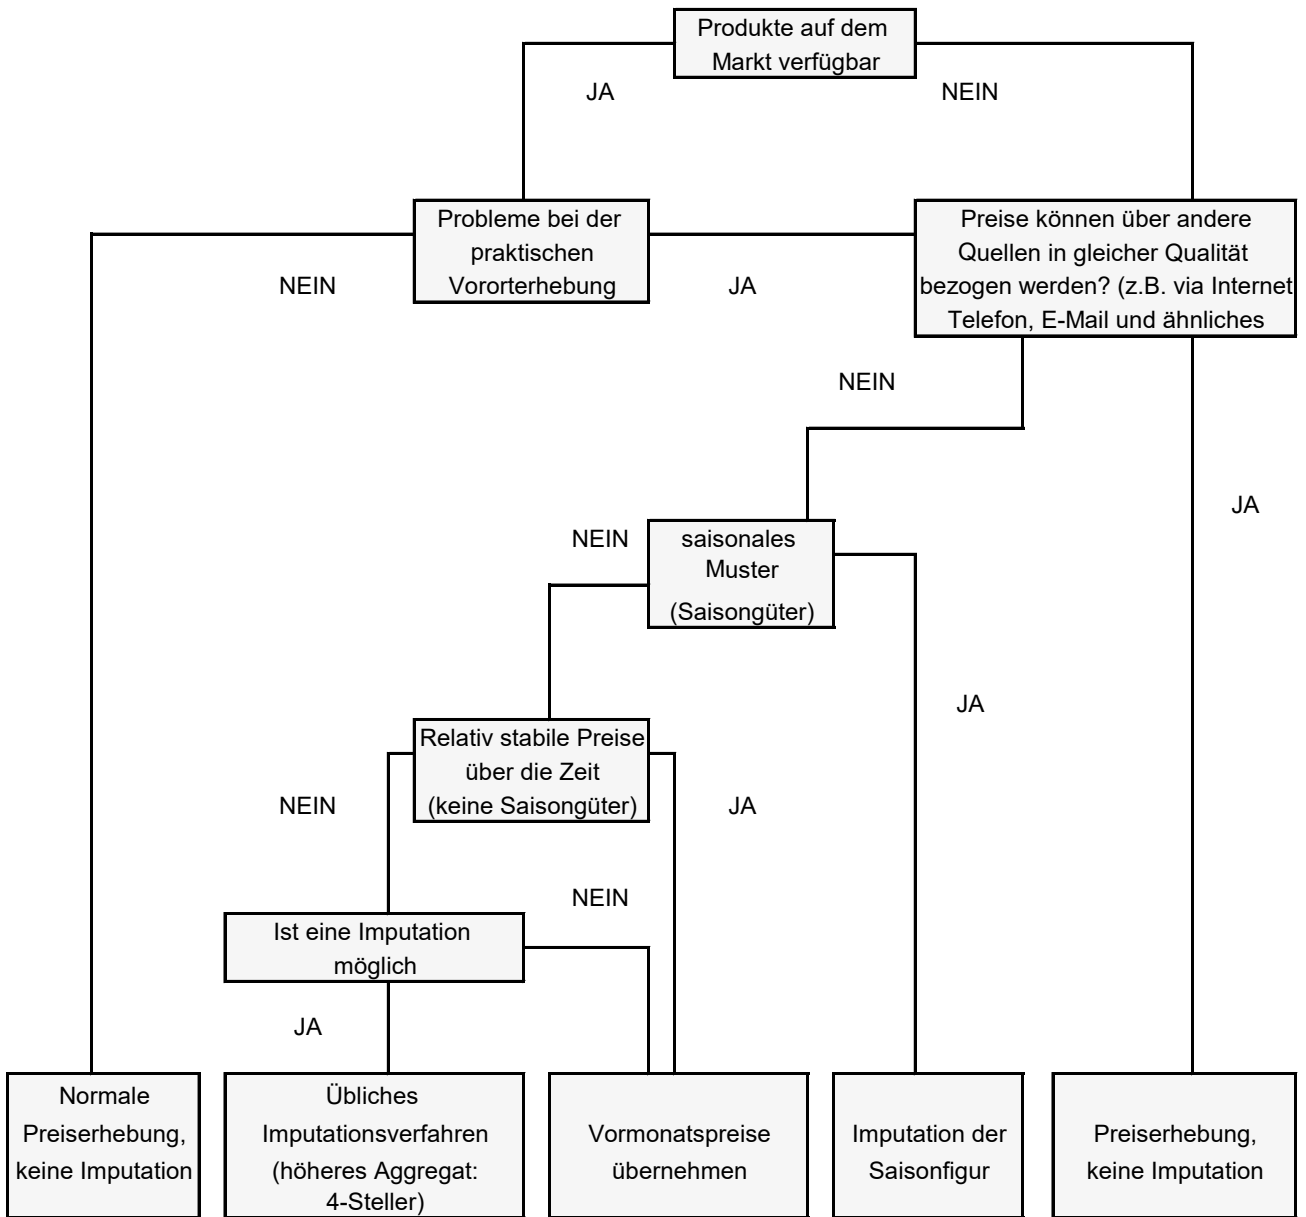 Produkte auf dem
Markt verfügbar
JA
NEIN
Probleme bei der
praktischen
Vororterhebung
Preise können über andere
Quellen in gleicher Qualität
bezogen werden? (z.B. via Internet
Telefon, E-Mail und ähnliches
NEIN
JA
NEIN
JA
NEIN
saisonales
Muster
(Saisongüter)
JA
Relativ stabile Preise
über die Zeit
(keine Saisongüter)
NEIN
JA
NEIN
Ist eine Imputation
möglich
JA
Normale
Preiserhebung,
keine Imputation
Übliches
Imputationsverfahren
(höheres Aggregat:
4-Steller)
Vormonatspreise
übernehmen
Imputation der
Saisonfigur
Preiserhebung,
keine Imputation